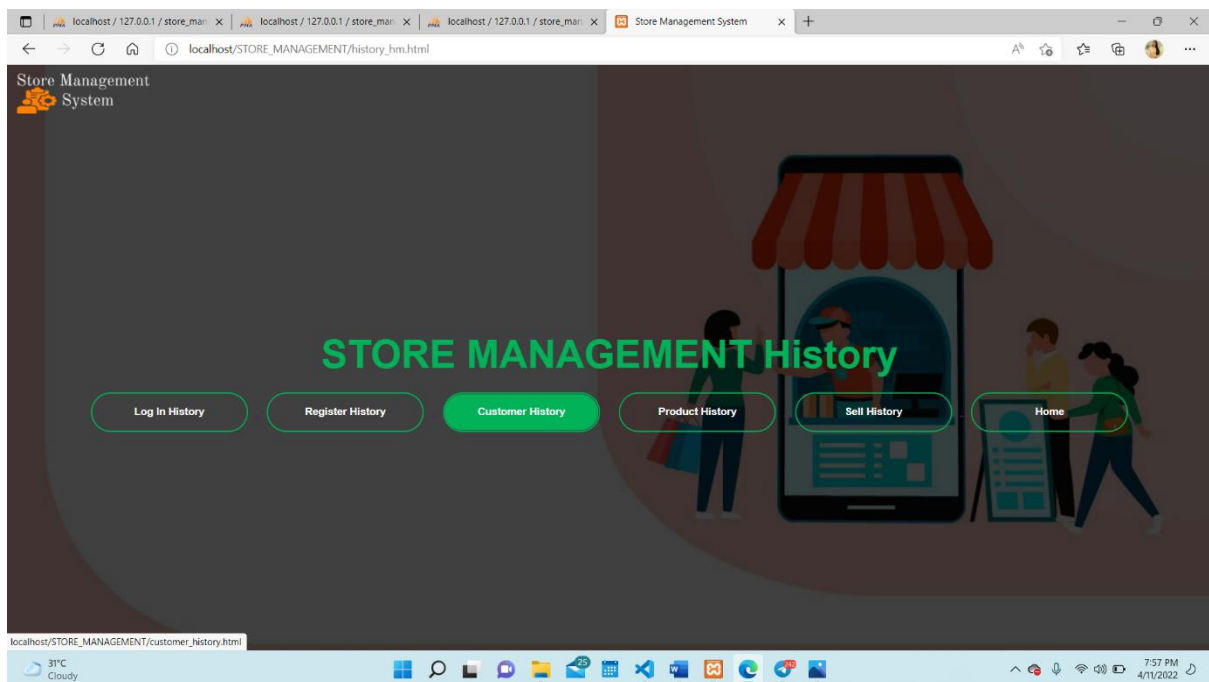 localhost / 127.0.0.1 / store_man
localhost / 127.0.0.1 / store_man
localhost / 127.0.0.1 / store_man
Store Management System
localhost/STORE_MANAGEMENT/history_hm.html
Store Management
System
STORE MANAGEMENT History
Log In History
Register History
Customer History
Product History
Sell History
Home
localhost/STORE_MANAGEMENT/customer_history.html
31°C
Cloudy
25
242
7:57 PM
4/11/2022